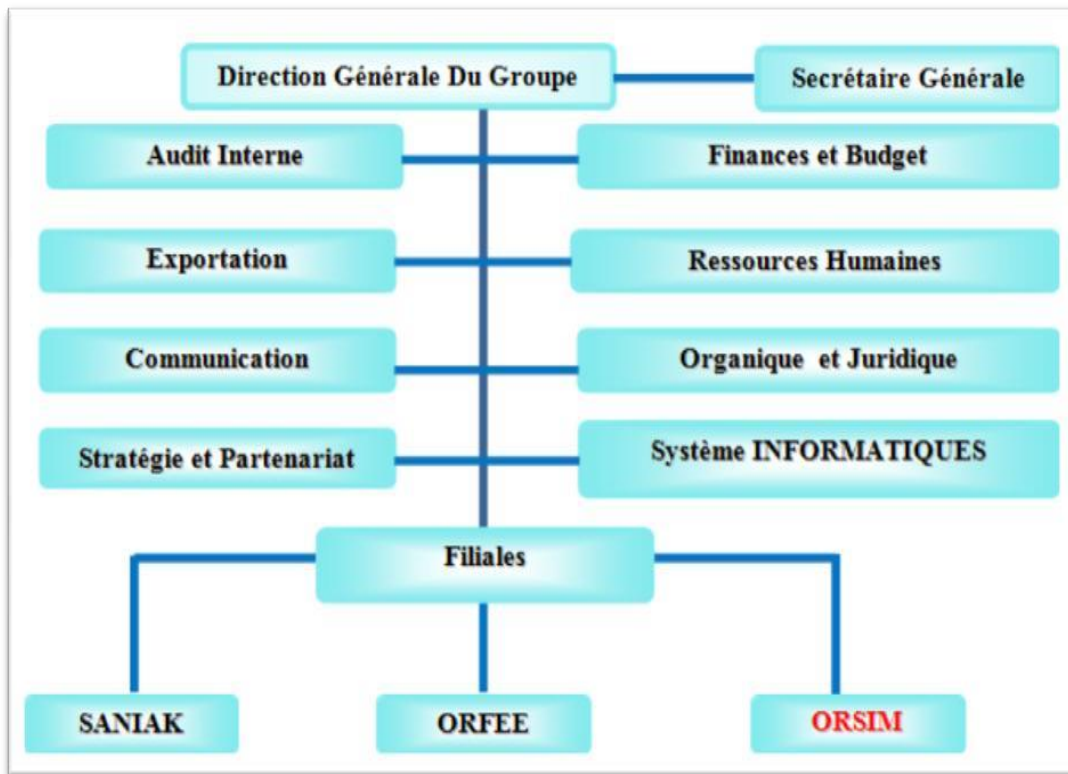 Direction Générale Du Groupe
Secrétaire Générale
Audit Interne
Finances et Budget
Exportation
Ressources Humaines
Communication
Organique et Juridique
Stratégie et Partenariat
Système INFORMATIQUES
Filiales
SANIAK
ORFEE
ORSIM